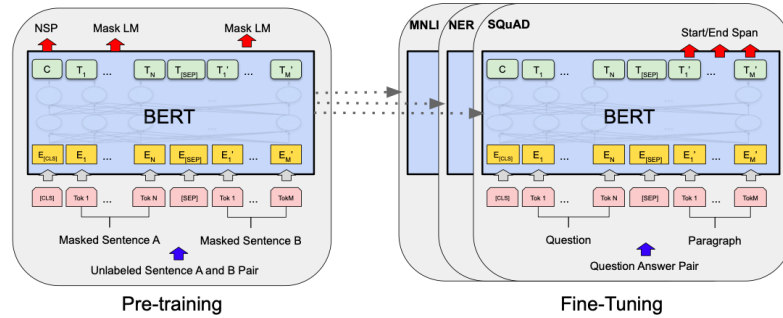 NSP Mask LM Mask LM
C T1 ... TN T[SEP] T1' ... TM'
BERT
E[CLS] E1 ... EN E[SEP] E1' ... EM'
[CLS] Tok 1 ... Tok N [SEP] Tok 1 ... TokM
Masked Sentence A Masked Sentence B
Unlabeled Sentence A and B Pair
Pre-training
MNLI NER SQuAD
Start/End Span
C T1 ... TN T[SEP] T1' ... TM'
BERT
E[CLS] E1 ... EN E[SEP] E1' ... EM'
[CLS] Tok 1 ... Tok N [SEP] Tok 1 ... TokM
Question Paragraph
Question Answer Pair
Fine-Tuning